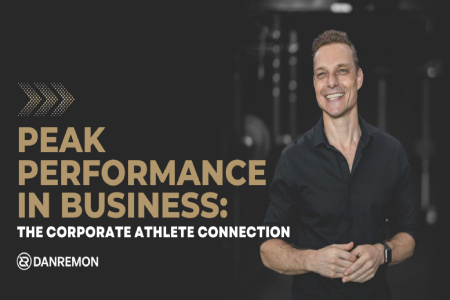 PEAK
PERFORMANCE
IN BUSINESS:
THE CORPORATE ATHLETE CONNECTION
DANREMON